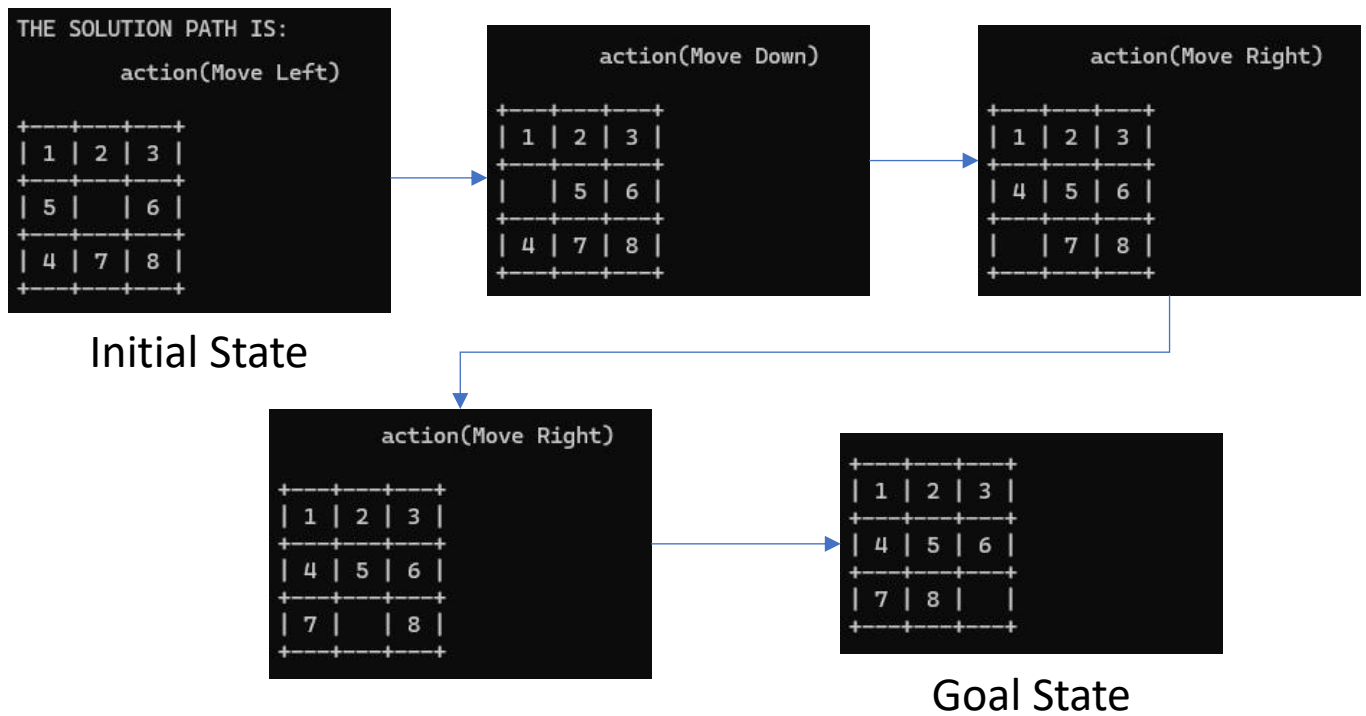 THE SOLUTION PATH IS:
action(Move Left)
+---+---+---+
| 1 | 2 | 3 |
+---+---+---+
| 5 |   | 6 |
+---+---+---+
| 4 | 7 | 8 |
+---+---+---+
Initial State
action(Move Down)
+---+---+---+
| 1 | 2 | 3 |
+---+---+---+
|   | 5 | 6 |
+---+---+---+
| 4 | 7 | 8 |
+---+---+---+
action(Move Right)
+---+---+---+
| 1 | 2 | 3 |
+---+---+---+
| 4 | 5 | 6 |
+---+---+---+
|   | 7 | 8 |
+---+---+---+
action(Move Right)
+---+---+---+
| 1 | 2 | 3 |
+---+---+---+
| 4 | 5 | 6 |
+---+---+---+
| 7 |   | 8 |
+---+---+---+
+---+---+---+
| 1 | 2 | 3 |
+---+---+---+
| 4 | 5 | 6 |
+---+---+---+
| 7 | 8 |   |
+---+---+---+
Goal State